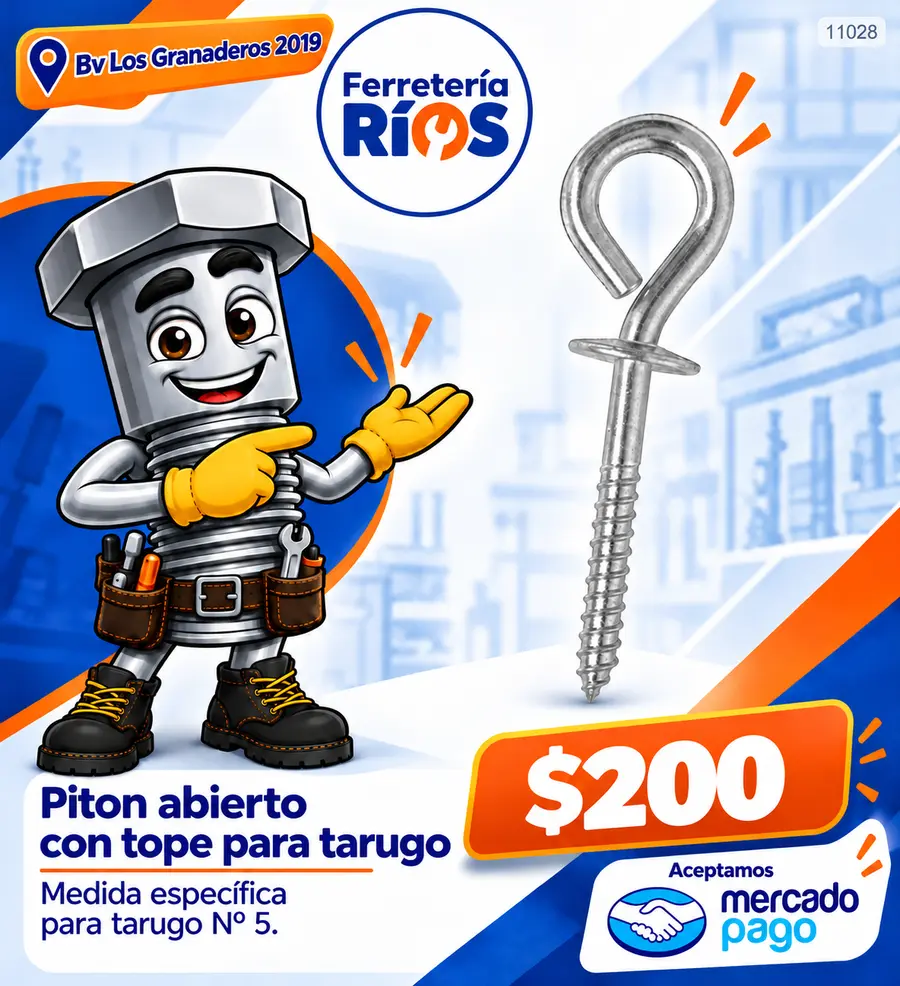 Bv Los Granaderos 2019
Ferretería
RÍOS
11028
Piton abierto
con tope para tarugo
Medida específica
para tarugo Nº 5.
$200
Aceptamos
mercado
pago